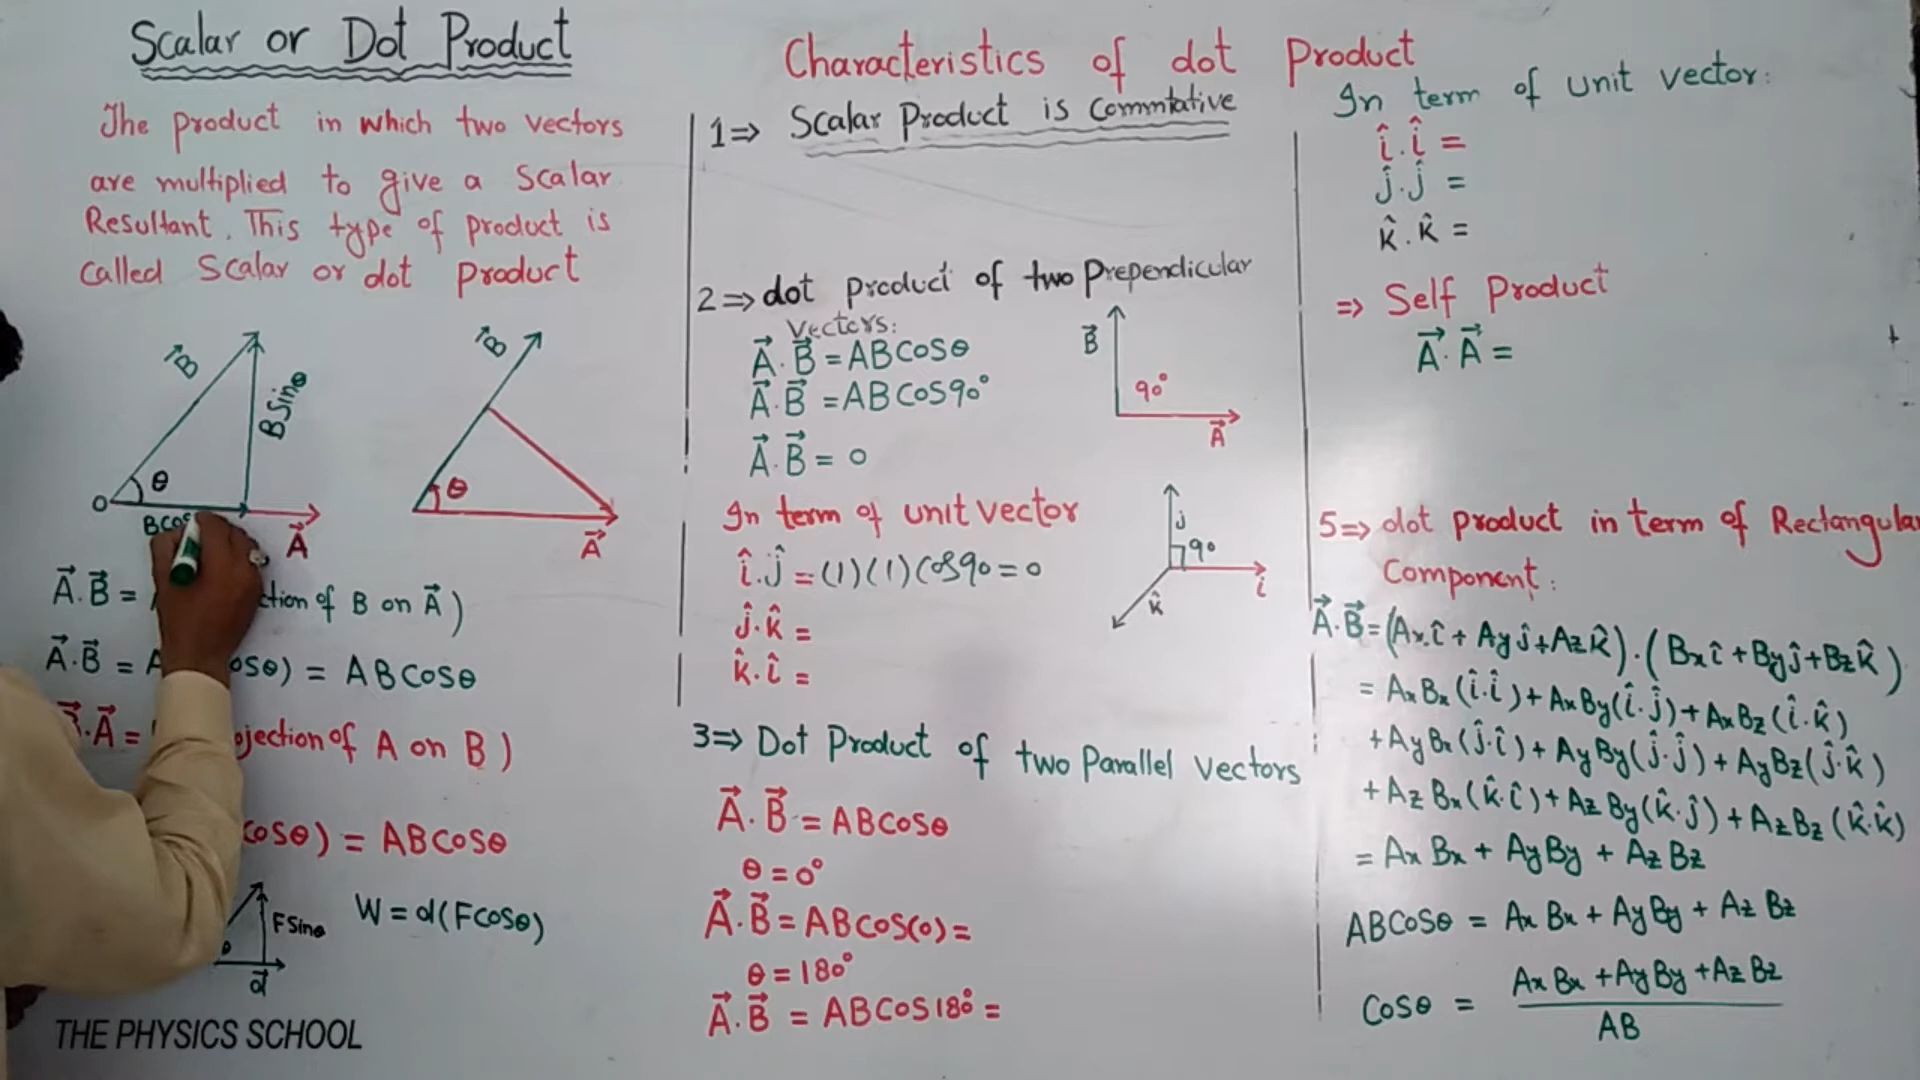 Scalar or Dot Product
The product in which two vectors
are multiplied to give a Scalar
Resultant. This type of product is
called Scalar or dot product
B⃗
BSinθ
θ
O
Bcos
A⃗
B⃗
θ
A⃗
A⃗.B⃗ = ction of B on A⃗)
A⃗.B⃗ = A osθ) = ABCosθ
.A⃗ = ojection of A on B)
cosθ) = ABCosθ
FSinθ
θ
d⃗
W = d(Fcosθ)
THE PHYSICS SCHOOL
Characteristics of dot Product
1⇒ Scalar Product is Commtative
2⇒ dot product of two Prependicular
Vectors:
A⃗.B⃗ = ABCosθ
A⃗.B⃗ = ABCos90°
A⃗.B⃗ = 0
B⃗
90°
A⃗
In term of unit vector
î.ĵ = (1)(1)Cos90 = 0
ĵ.k̂ =
k̂.î =
j
90
i
k̂
3⇒ Dot Product of two Parallel Vectors
A⃗.B⃗ = ABCosθ
θ = 0°
A⃗.B⃗ = ABCos(0) =
θ = 180°
A⃗.B⃗ = ABCos180° =
In term of unit vector:
î.î =
ĵ.ĵ =
k̂.k̂ =
⇒ Self Product
A⃗.A⃗ =
5⇒ dot product in term of Rectangular
Component:
A⃗.B⃗ = (Axî + Ayĵ + Azk̂).(Bxî + Byĵ + Bzk̂)
= AxBx(î.î) + AxBy(î.ĵ) + AxBz(î.k̂)
+ AyBx(ĵ.î) + AyBy(ĵ.ĵ) + AyBz(ĵ.k̂)
+ AzBx(k̂.î) + AzBy(k̂.ĵ) + AzBz(k̂.k̂)
= AxBx + AyBy + AzBz
ABCosθ = AxBx + AyBy + AzBz
Cosθ = AxBx + AyBy + AzBz
AB